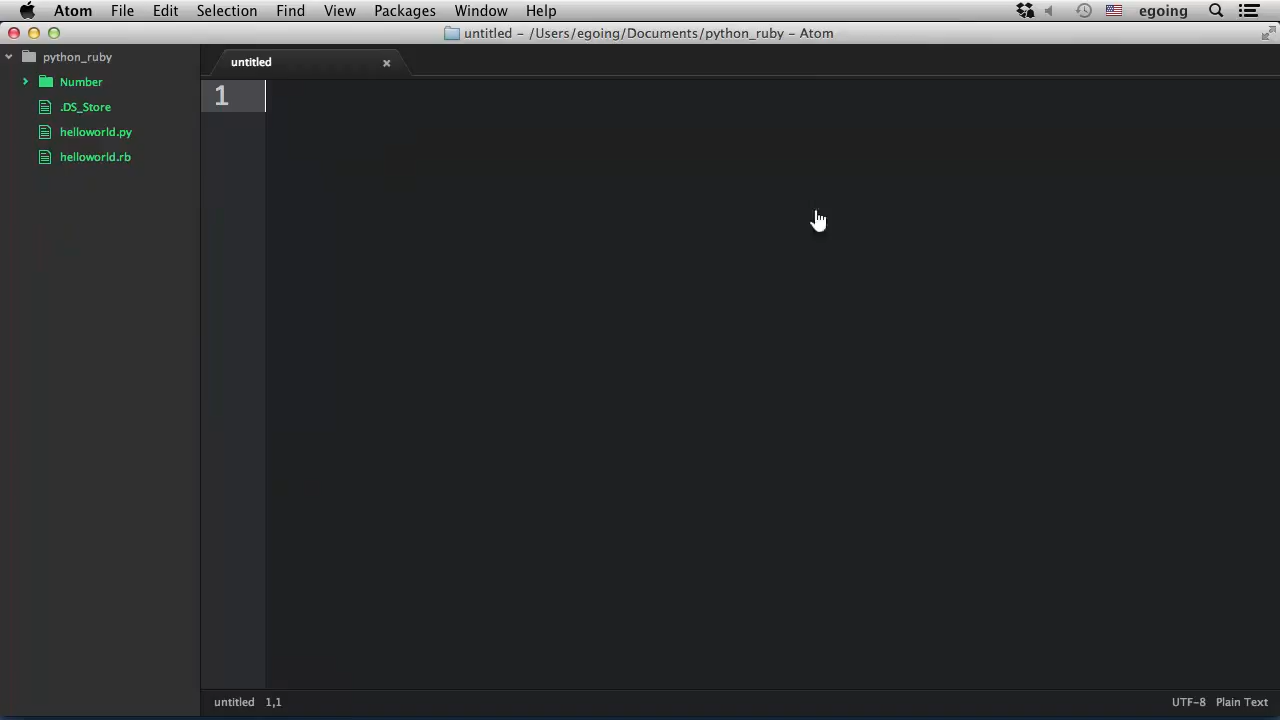 Atom File Edit Selection Find View Packages Window Help egoing
untitled – /Users/egoing/Documents/python_ruby – Atom
python_ruby
Number
.DS_Store
helloworld.py
helloworld.rb
untitled
1
untitled 1,1 UTF-8 Plain Text